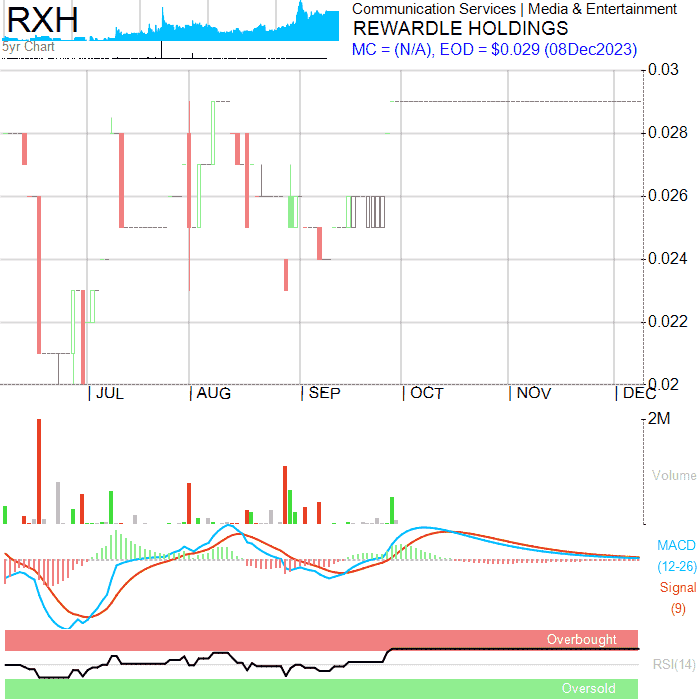 RXH
Communication Services | Media & Entertainment
REWARDLE HOLDINGS
5yr Chart
MC = (N/A), EOD = $0.029 (08Dec2023)
0.03
0.028
0.026
0.024
0.022
0.02
JUL
AUG
SEP
OCT
NOV
DEC
2M
Volume
MACD
(12-26)
Signal
(9)
Overbought
RSI(14)
Oversold